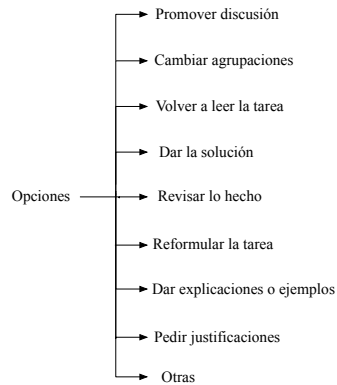 Promover discusión
Cambiar agrupaciones
Volver a leer la tarea
Dar la solución
Opciones
Revisar lo hecho
Reformular la tarea
Dar explicaciones o ejemplos
Pedir justificaciones
Otras